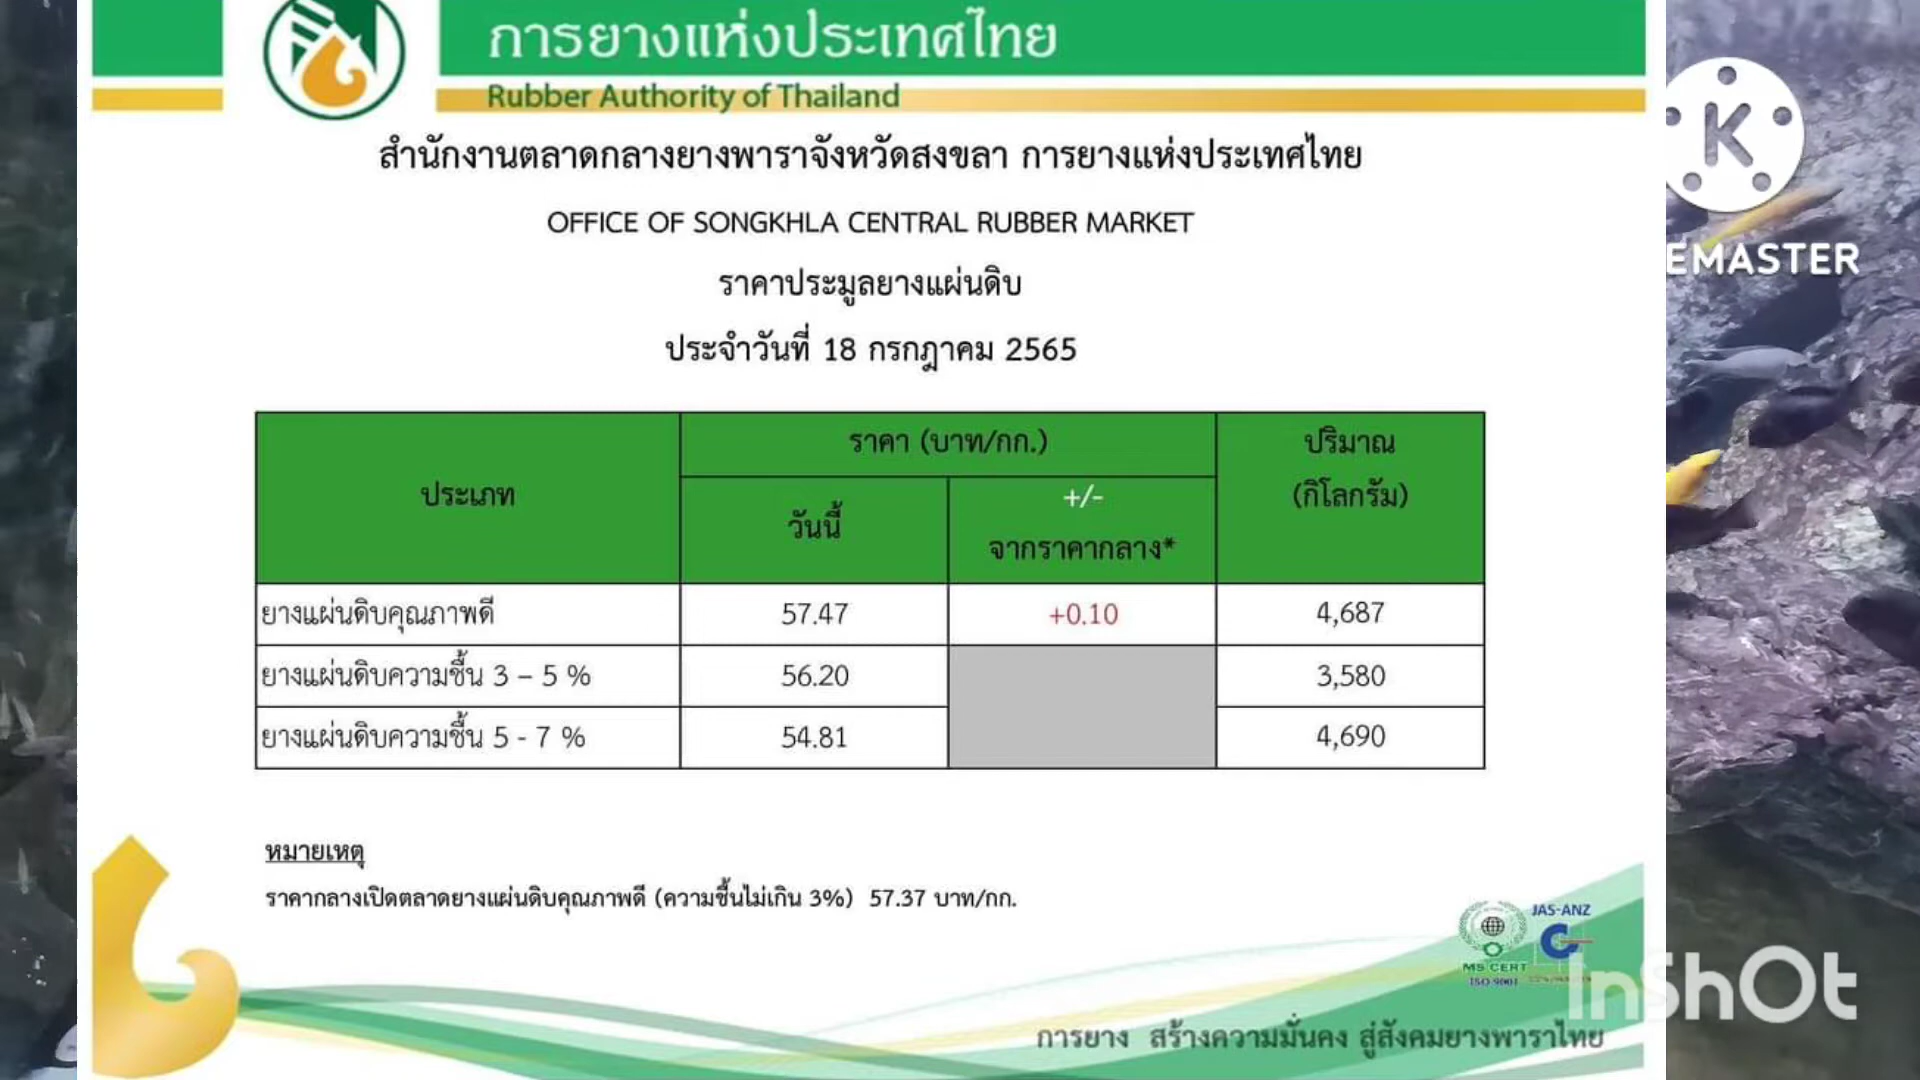 การยางแห่งประเทศไทย
Rubber Authority of Thailand
สำนักงานตลาดกลางยางพาราจังหวัดสงขลา การยางแห่งประเทศไทย
OFFICE OF SONGKHLA CENTRAL RUBBER MARKET
ราคาประมูลยางแผ่นดิบ
ประจำวันที่ 18 กรกฎาคม 2565
ประเภท
ราคา (บาท/กก.)
ปริมาณ
(กิโลกรัม)
วันนี้
+/-
จากราคากลาง*
ยางแผ่นดิบคุณภาพดี 57.47 +0.10 4,687
ยางแผ่นดิบความชื้น 3 – 5 % 56.20 3,580
ยางแผ่นดิบความชื้น 5 - 7 % 54.81 4,690
หมายเหตุ
ราคากลางเปิดตลาดยางแผ่นดิบคุณภาพดี (ความชื้นไม่เกิน 3%) 57.37 บาท/กก.
JAS-ANZ
MS CERT
ISO 9001
การยาง สร้างความมั่นคง สู่สังคมยางพาราไทย
K
EMASTER
InShOt